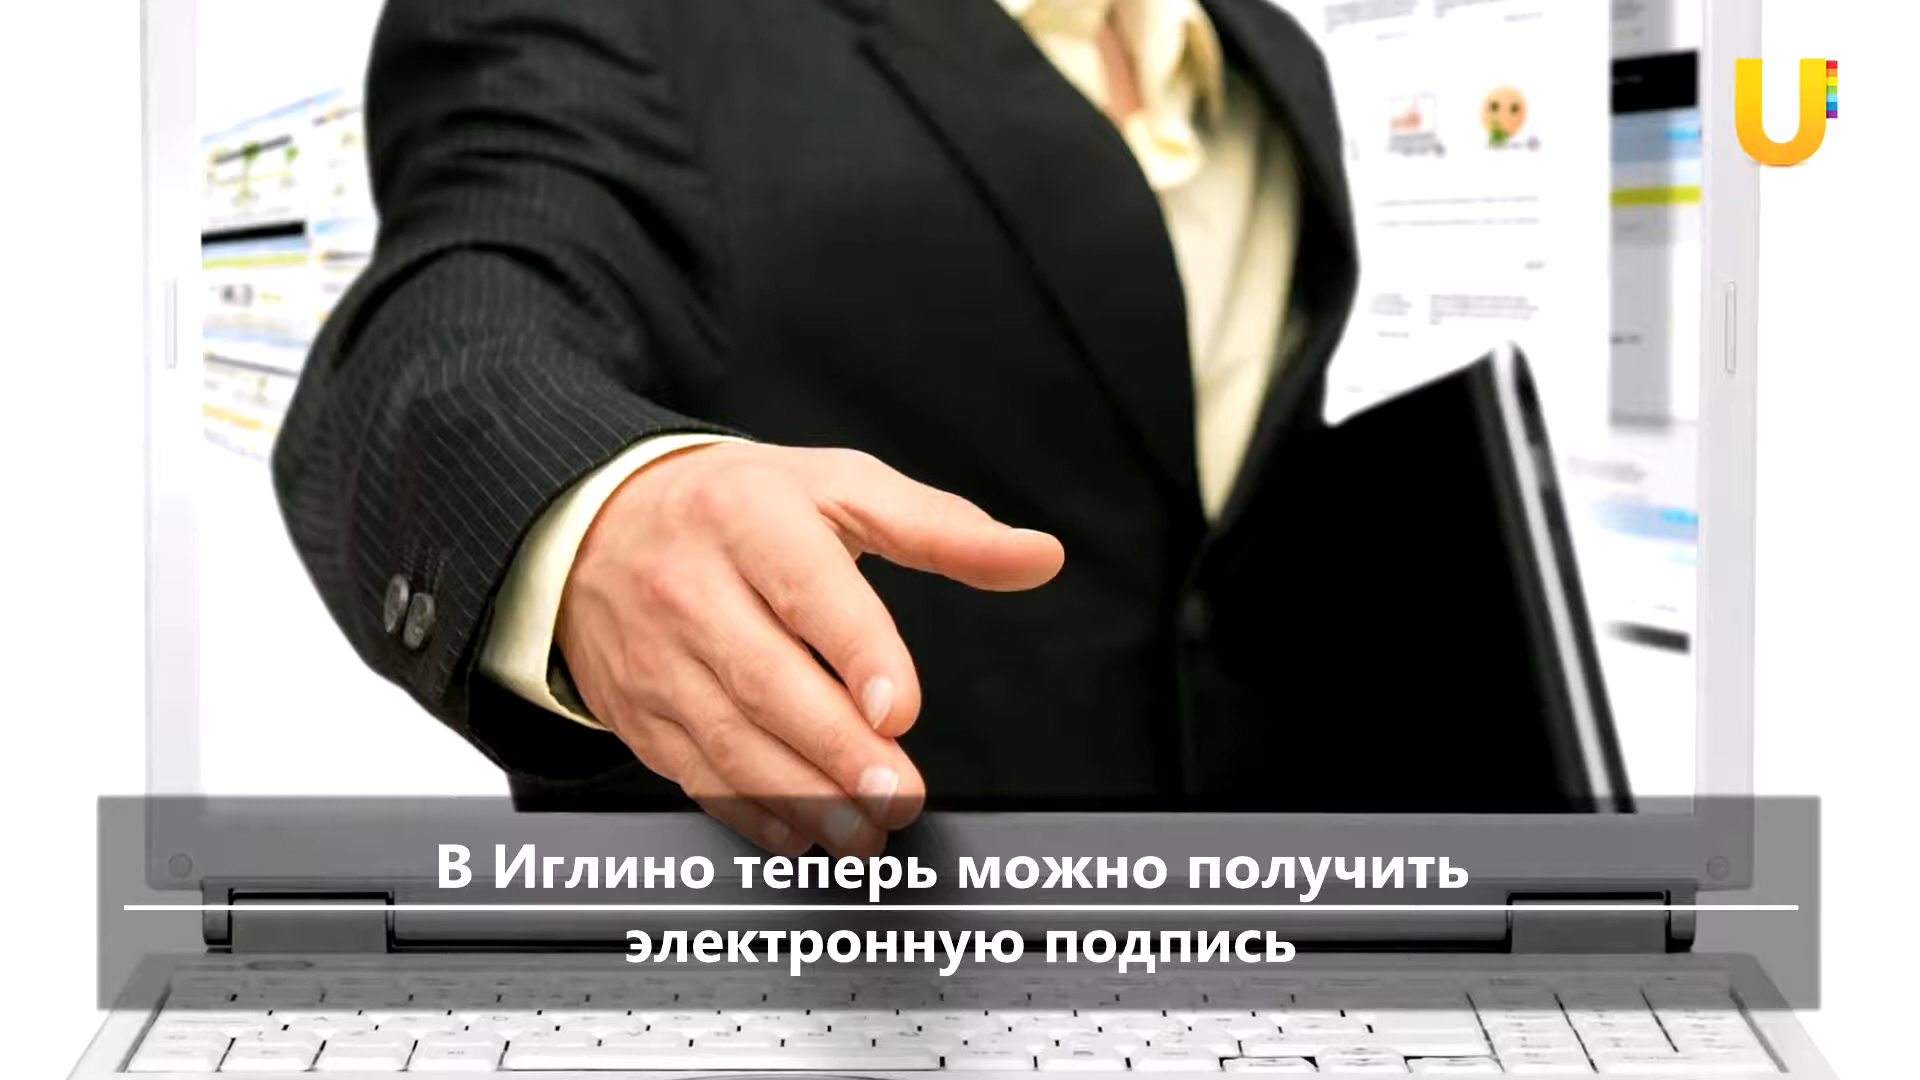 U
В Иглино теперь можно получить
электронную подпись